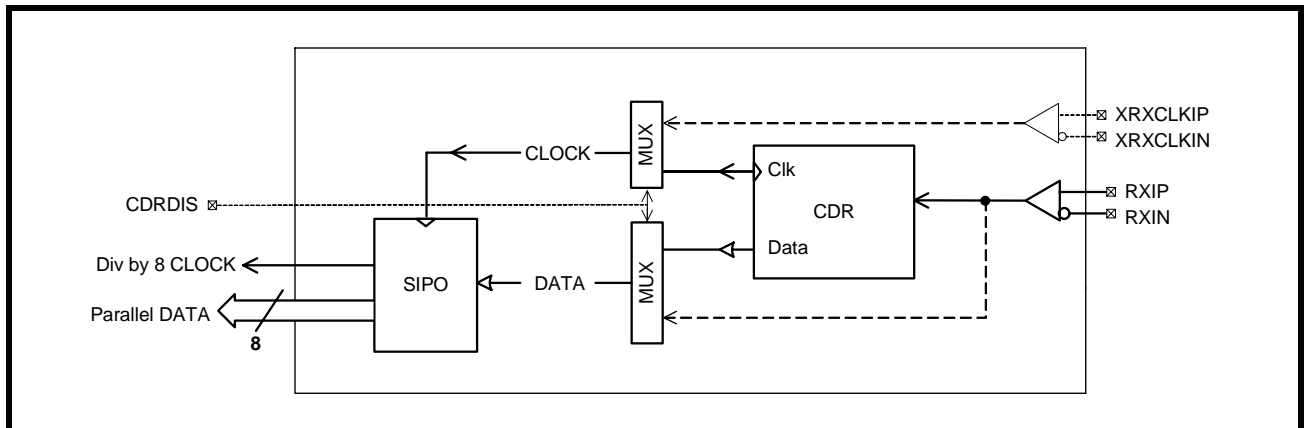 XRXCLKIP
XRXCLKIN
MUX
CLOCK
Clk
CDR
RXIP
RXIN
CDRDIS
Data
Div by 8 CLOCK
SIPO
DATA
MUX
Parallel DATA
8